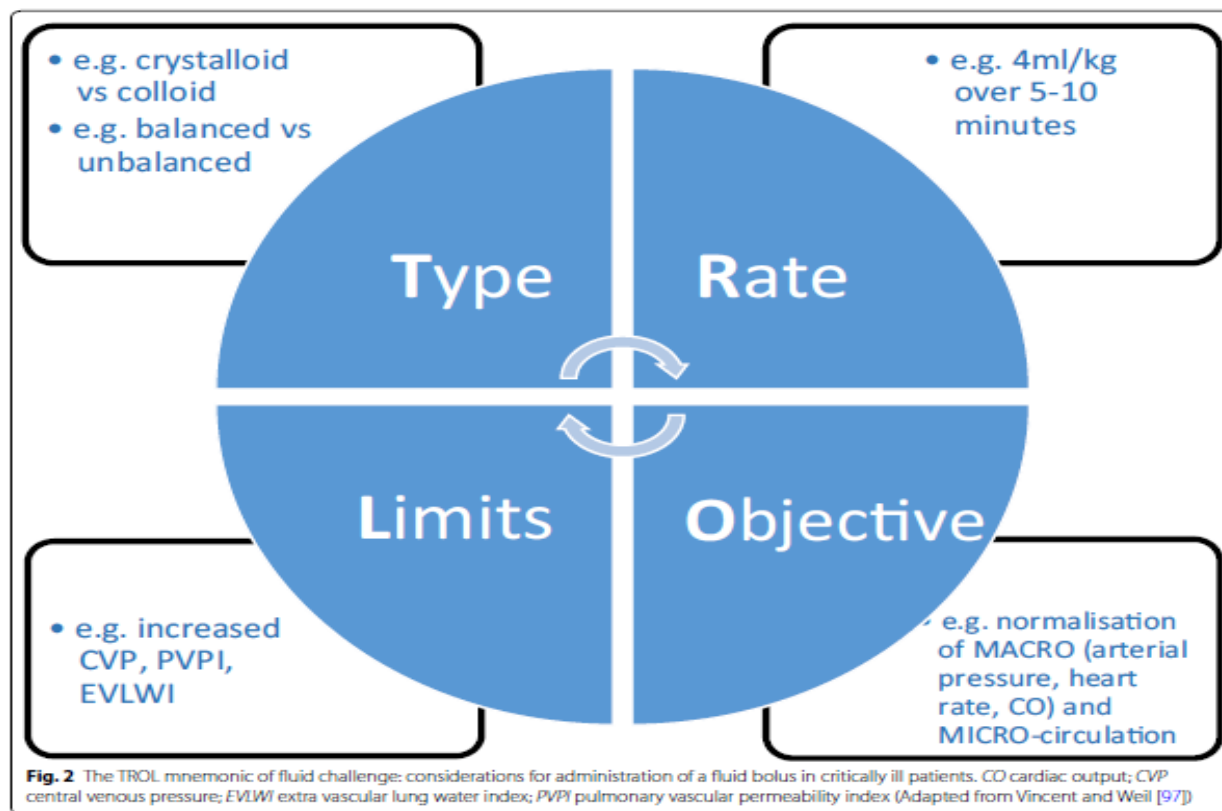 • e.g. crystalloid
vs colloid
• e.g. balanced vs
unbalanced
• e.g. 4ml/kg
over 5-10
minutes
Type
Rate
Limits
Objective
• e.g. increased
CVP, PVPI,
EVLWI
• e.g. normalisation
of MACRO (arterial
pressure, heart
rate, CO) and
MICRO-circulation
Fig. 2 The TROL mnemonic of fluid challenge: considerations for administration of a fluid bolus in critically ill patients. CO cardiac output; CVP
central venous pressure; EVLWI extra vascular lung water index; PVPI pulmonary vascular permeability index (Adapted from Vincent and Weil [97])